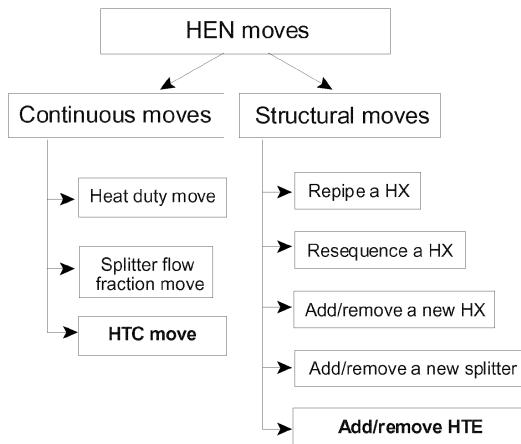 HEN moves
Continuous moves
Structural moves
Heat duty move
Splitter flow
fraction move
HTC move
Repipe a HX
Resequence a HX
Add/remove a new HX
Add/remove a new splitter
Add/remove HTE